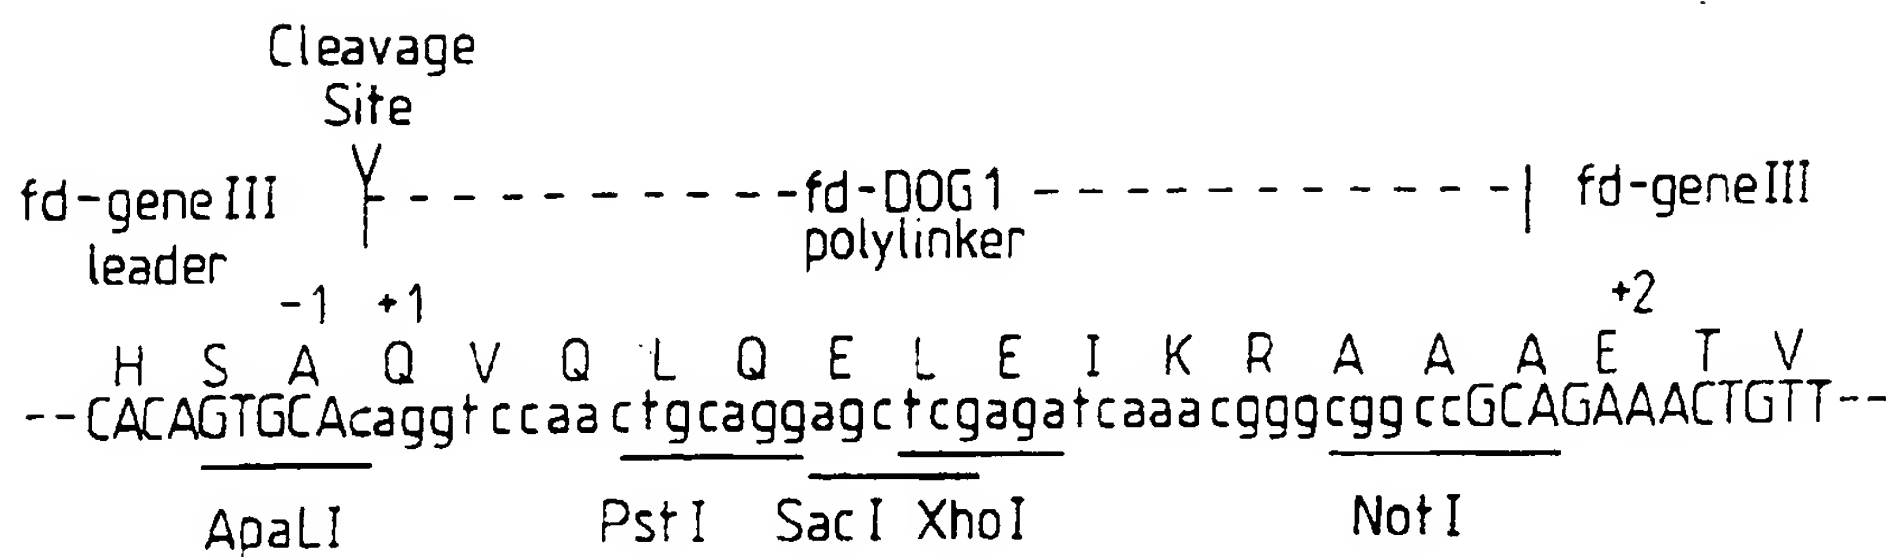 Cleavage
Site
fd-gene III
leader
fd-DOG1
polylinker
fd-gene III
-1 +1 +2
H S A Q V Q L Q E L E I K R A A A E T V
--CACAGTGCAcaggtccaactgcaggagctcgagatcaaacgggcggccGCAGAAACTGTT--
ApaLI PstI SacI XhoI NotI